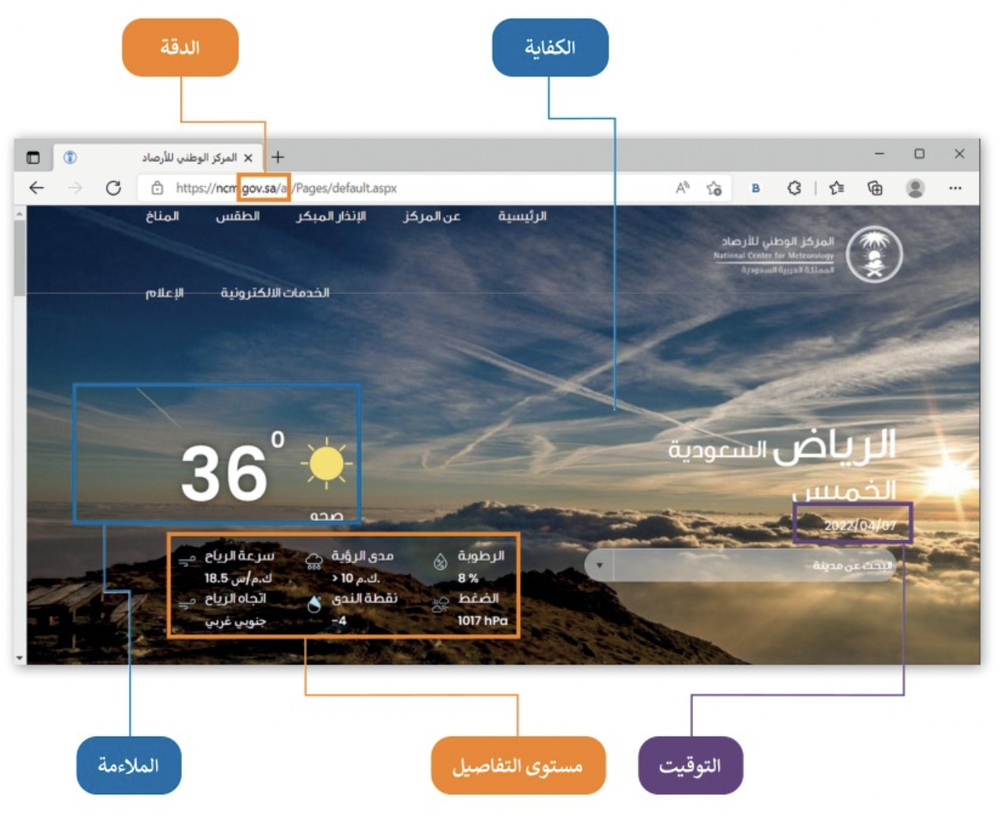 الدقة
الكفاية
المركز الوطني للأرصاد
https://ncm.gov.sa/ar/Pages/default.aspx
الرئيسية
عن المركز
الإنذار المبكر
الطقس
المناخ
المركز الوطني للأرصاد
National Center for Meteorology
المملكة العربية السعودية
الخدمات الالكترونية
الإعلام
36°
صحو
الرياض السعودية
الخميس
2022/04/07
البحث عن مدينة
الرطوبة
8 %
مدى الرؤية
> 10 ك.م.
سرعة الرياح
18.5 ك.م/س
الضغط
1017 hPa
نقطة الندى
-4
اتجاه الرياح
جنوبي غربي
الملاءمة
مستوى التفاصيل
التوقيت